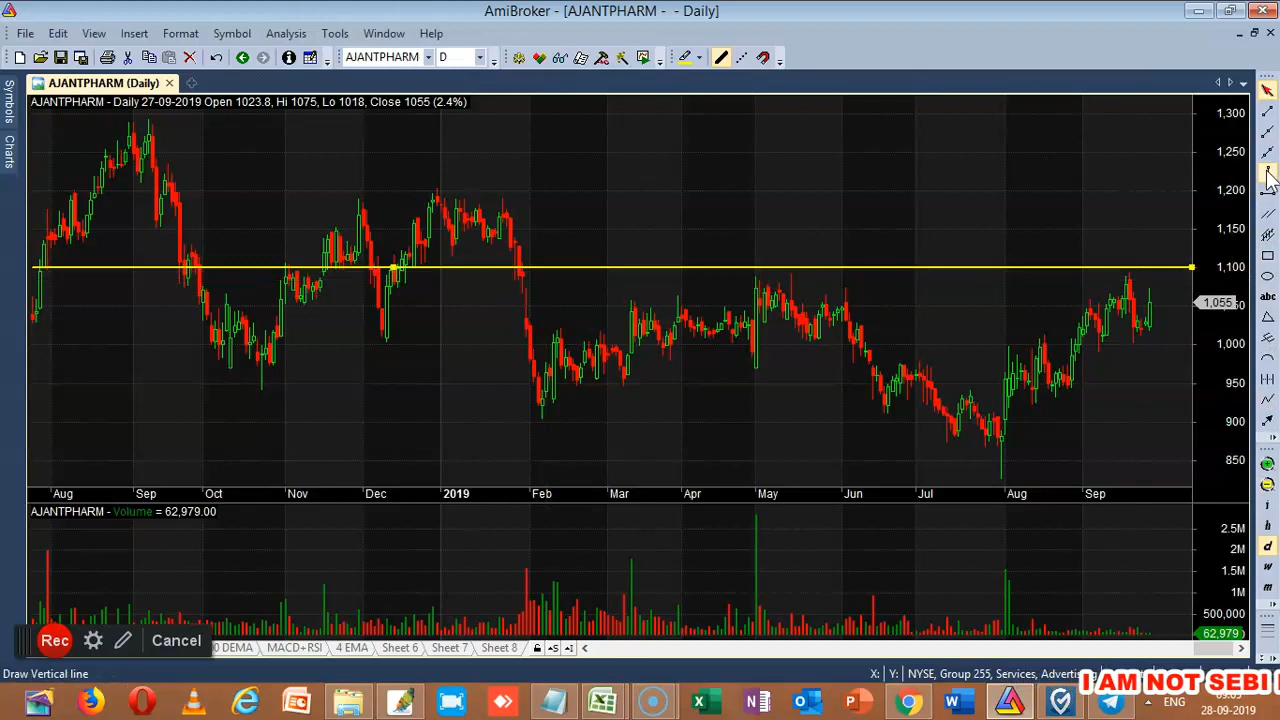 AmiBroker - [AJANTPHARM - - Daily]
File Edit View Insert Format Symbol Analysis Tools Window Help
AJANTPHARM D
AJANTPHARM (Daily)
Symbols
Charts
AJANTPHARM - Daily 27-09-2019 Open 1023.8, Hi 1075, Lo 1018, Close 1055 (2.4%)
1,300
1,250
1,200
1,150
1,100
1,055
1,000
950
900
850
abc
Aug Sep Oct Nov Dec 2019 Feb Mar Apr May Jun Jul Aug Sep
AJANTPHARM - Volume = 62,979.00
2.5M
2M
1.5M
1M
500,000
62,979
i
h
d
w
m
Rec Cancel
0 DEMA MACD+RSI 4 EMA Sheet 6 Sheet 7 Sheet 8
Draw Vertical line X: Y: NYSE, Group 255, Services, Advertising
I AM NOT SEBI
ENG
28-09-2019